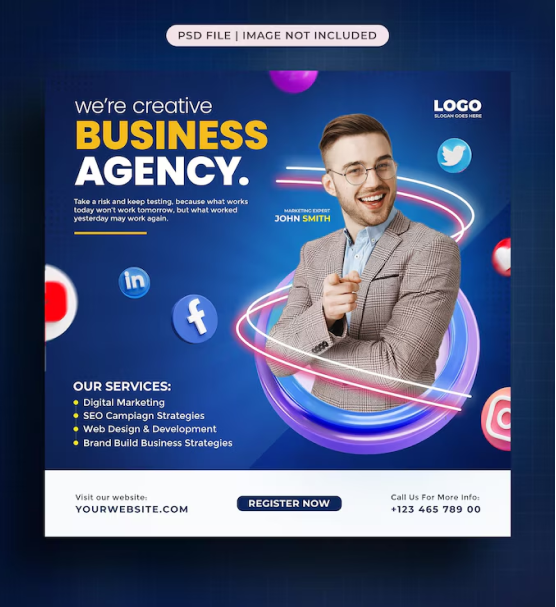 PSD FILE | IMAGE NOT INCLUDED
we're creative
BUSINESS
AGENCY.
LOGO
SLOGAN GOES HERE
Take a risk and keep testing, because what works
today won't work tomorrow, but what worked
yesterday may work again.
MARKETING EXPERT
JOHN SMITH
in
f
OUR SERVICES:
Digital Marketing
SEO Campiagn Strategies
Web Design & Development
Brand Build Business Strategies
Visit our website:
YOURWEBSITE.COM
REGISTER NOW
Call Us For More Info:
+123 465 789 00